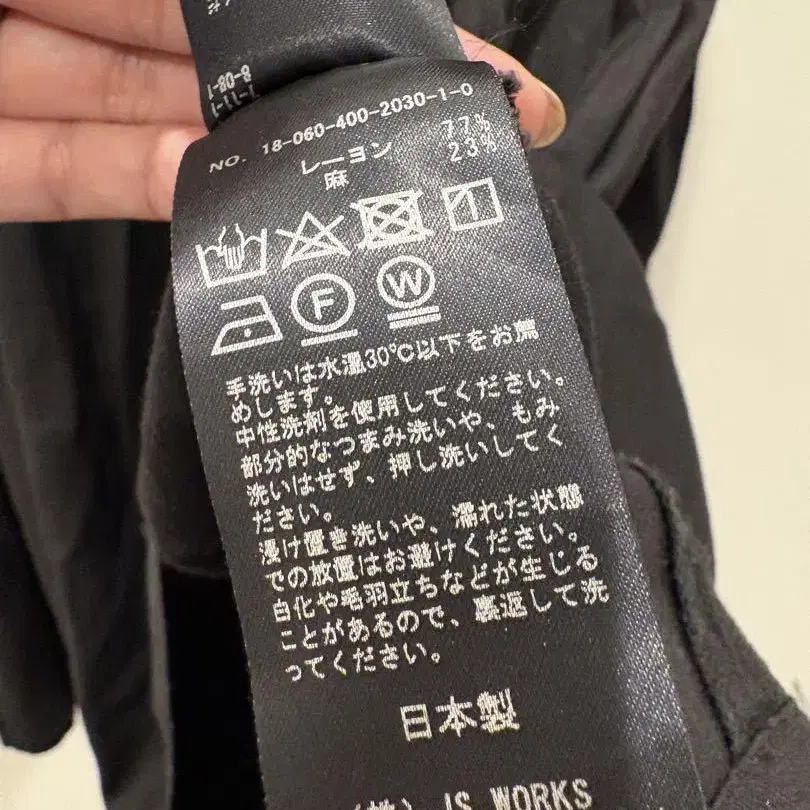 8-08-1
NO. 18-060-400-2030-1-0
レーヨン 77%
麻 23%
F W
手洗いは水温30℃以下をお薦
めします。
中性洗剤を使用してください。
部分的なつまみ洗いや、もみ
洗いはせず、押し洗いしてく
ださい。
浸け置き洗いや、濡れた状態
での放置はお避けください。
白化や毛羽立ちなどが生じる
ことがあるので、裏返して洗
ってください。
日本製
(株) JS WORKS